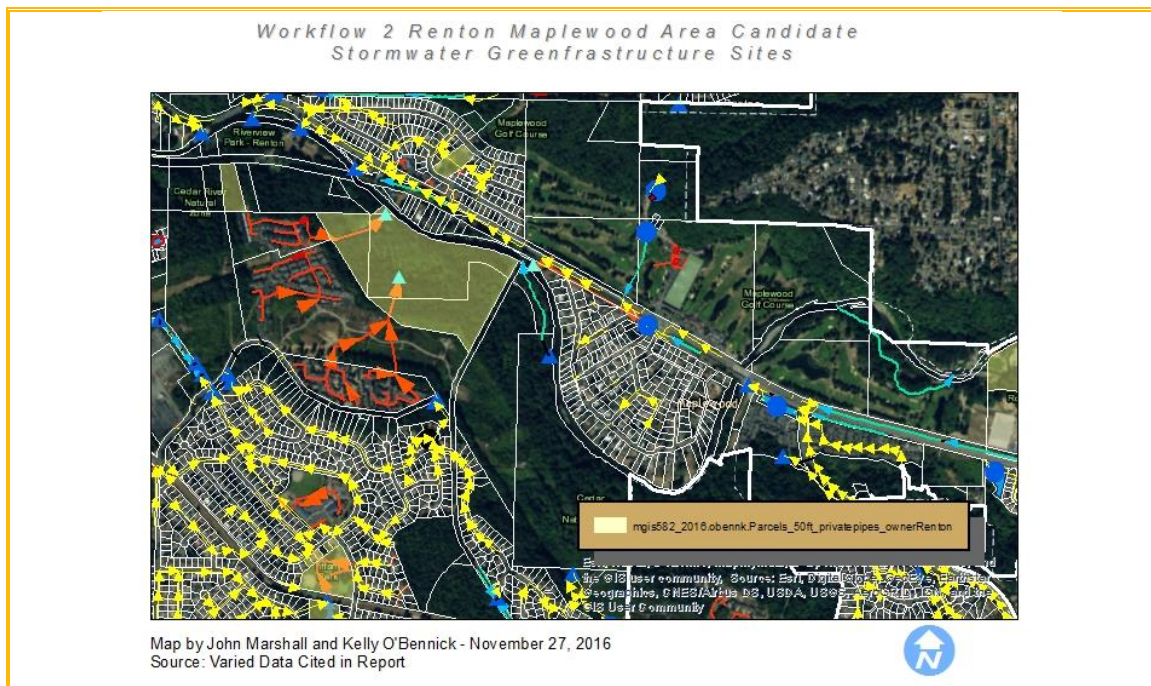 Workflow 2 Renton Maplewood Area Candidate
Stormwater Greenfrastructure Sites
Maplewood
Golf Course
Riverview
Park - Renton
Cedar River
Natural
Zone
Maplewood
Golf Course
Maplewood
Cedar
mgis582_2016.obennk.Parcels_50ft_privatepipes_ownerRenton
the GIS user community, Source: Esri, DigitalGlobe, GeoEye, Earthstar
Geographics, CNES/Airbus DS, USDA, USGS, AeroGRID, IGN, and the
GIS User Community
Map by John Marshall and Kelly O'Bennick - November 27, 2016
Source: Varied Data Cited in Report
N